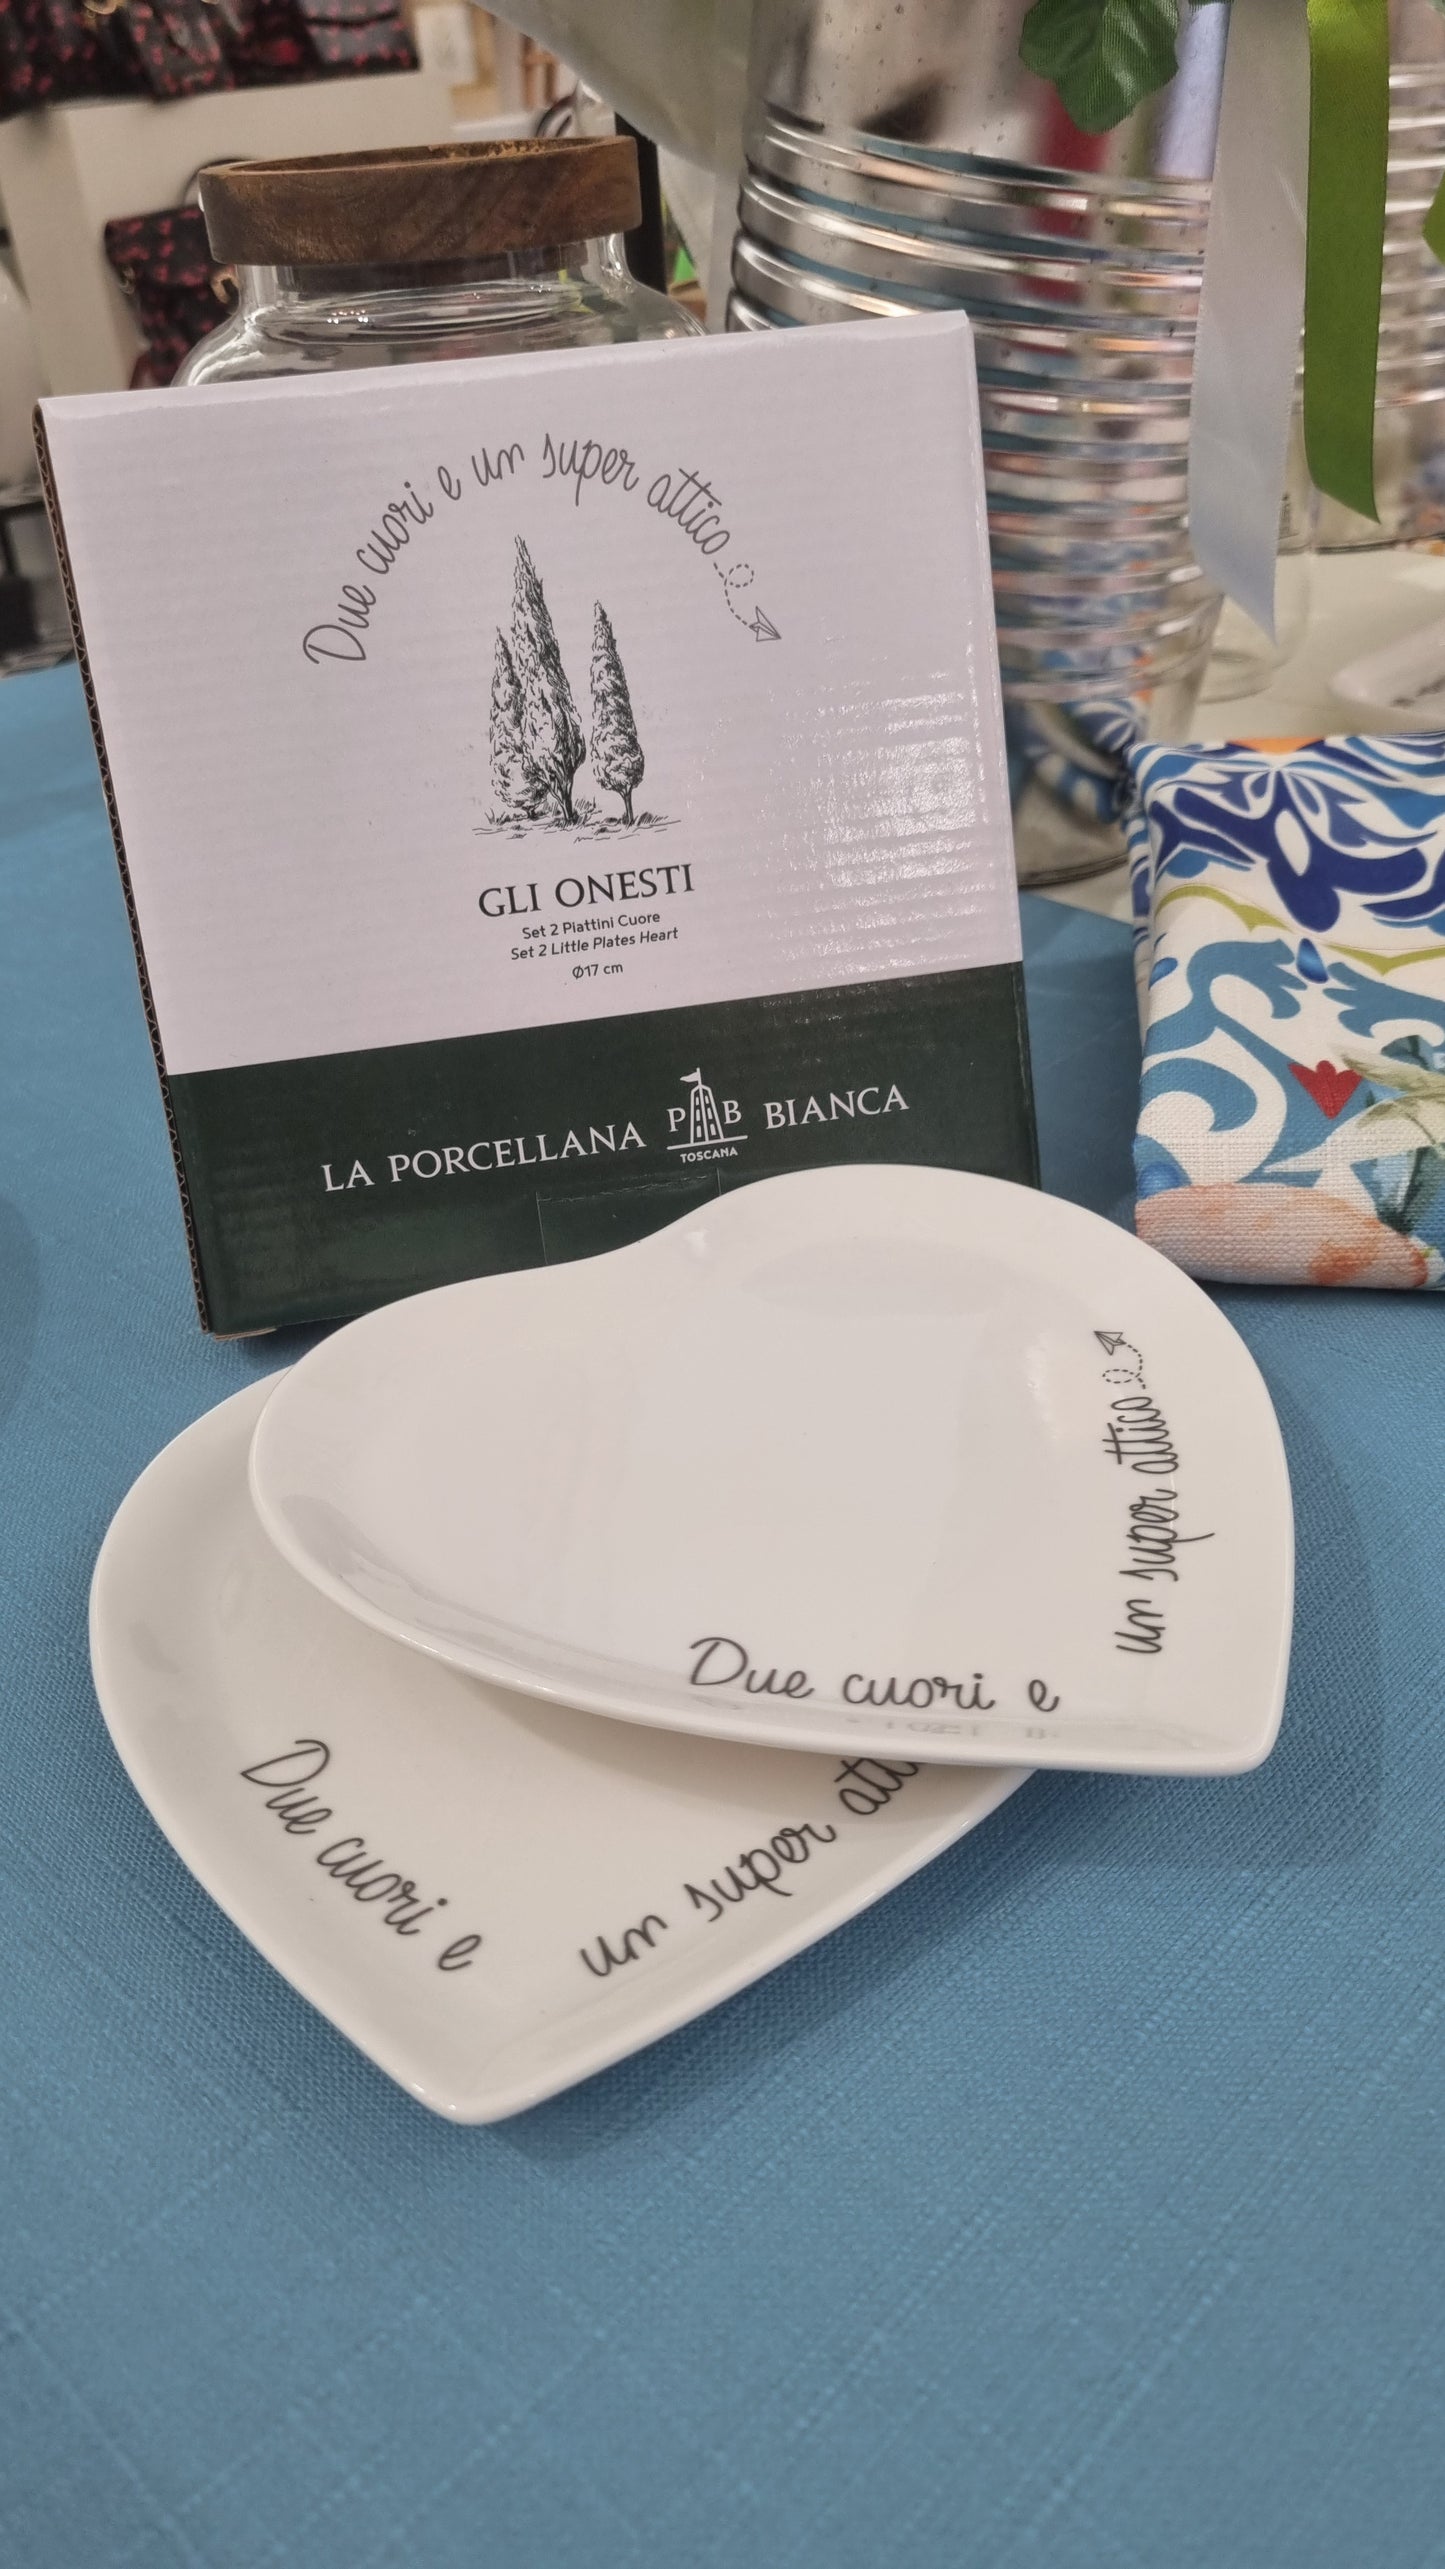 Due cuori e un super attico
GLI ONESTI
Set 2 Piattini Cuore
Set 2 Little Plates Heart
Ø17 cm
LA PORCELLANA PB BIANCA
TOSCANA
Due cuori e
un super attico
Due cuori e
un super att